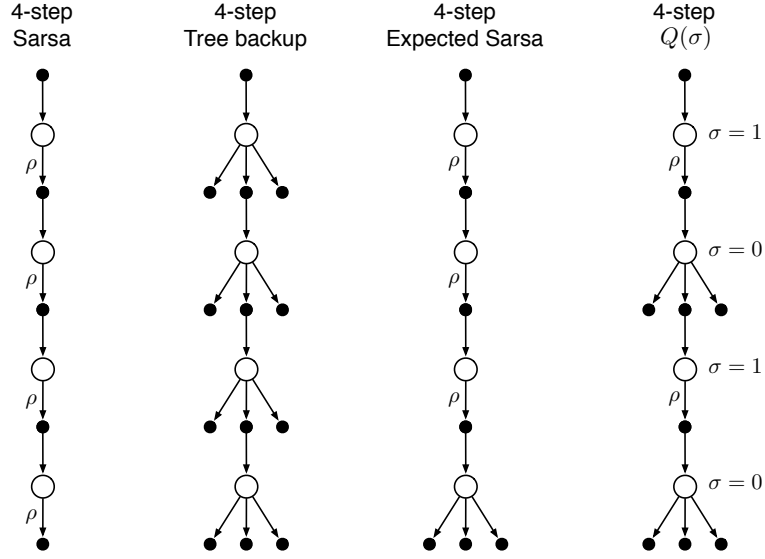 4-step
Sarsa
4-step
Tree backup
4-step
Expected Sarsa
4-step
Q(σ)
σ = 1
ρ
ρ
ρ
σ = 0
ρ
ρ
σ = 1
ρ
ρ
ρ
σ = 0
ρ